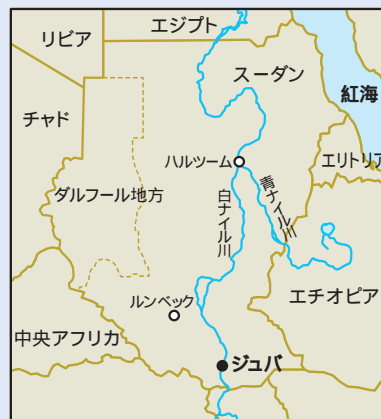 エジプト
リビア
スーダン
紅海
チャド
ハルツーム
エリトリア
青ナイル川
ダルフール地方
白ナイル川
エチオピア
ルンベック
中央アフリカ
ジュバ